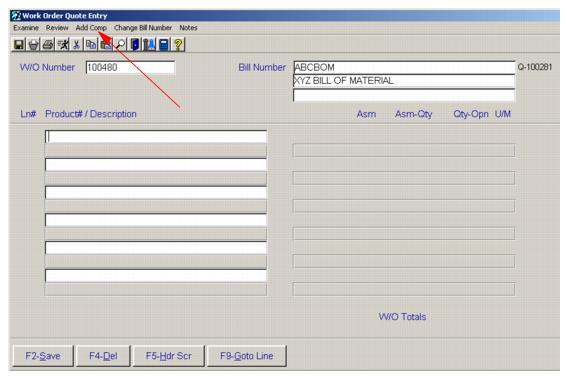 Work Order Quote Entry
Examine Review Add Comp Change Bill Number Notes
W/O Number 100480 Bill Number ABCBOM Q-100281
XYZ BILL OF MATERIAL
Ln# Product# / Description Asm Asm-Qty Qty-Opn U/M
W/O Totals
F2-Save F4-Del F5-Hdr Scr F9-Goto Line